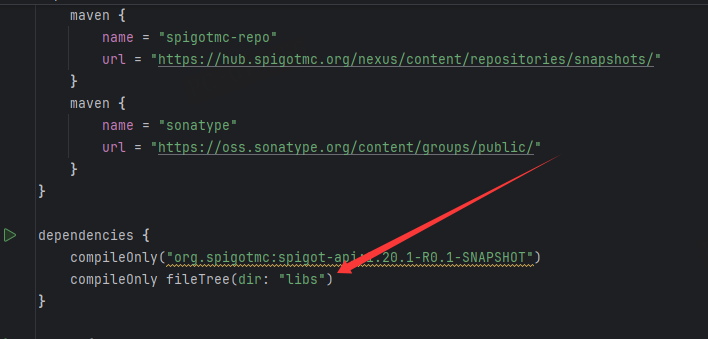 maven {
name = "spigotmc-repo"
url = "https://hub.spigotmc.org/nexus/content/repositories/snapshots/"
}
maven {
name = "sonatype"
url = "https://oss.sonatype.org/content/groups/public/"
}
}
dependencies {
compileOnly("org.spigotmc:spigot-api:1.20.1-R0.1-SNAPSHOT")
compileOnly fileTree(dir: "libs")
}